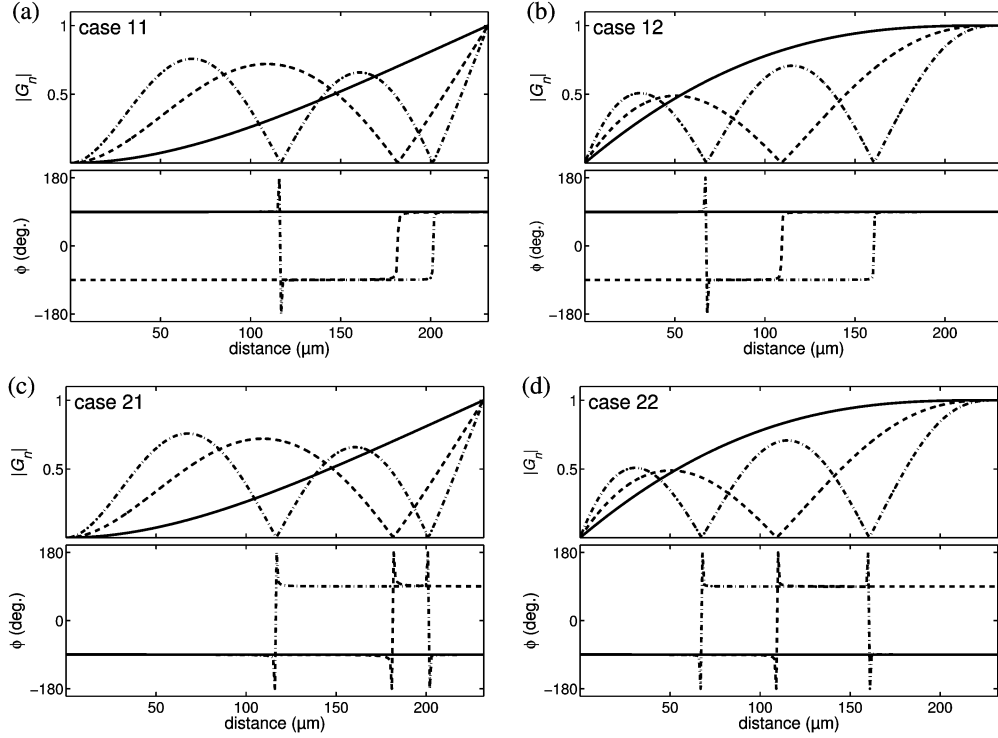 (a)
case 11
1
0.5
|Gn|
180
0
−180
ϕ (deg.)
50 100 150 200
distance (μm)
(b)
case 12
1
0.5
|Gn|
180
0
−180
ϕ (deg.)
50 100 150 200
distance (μm)
(c)
case 21
1
0.5
|Gn|
180
0
−180
ϕ (deg.)
50 100 150 200
distance (μm)
(d)
case 22
1
0.5
|Gn|
180
0
−180
ϕ (deg.)
50 100 150 200
distance (μm)